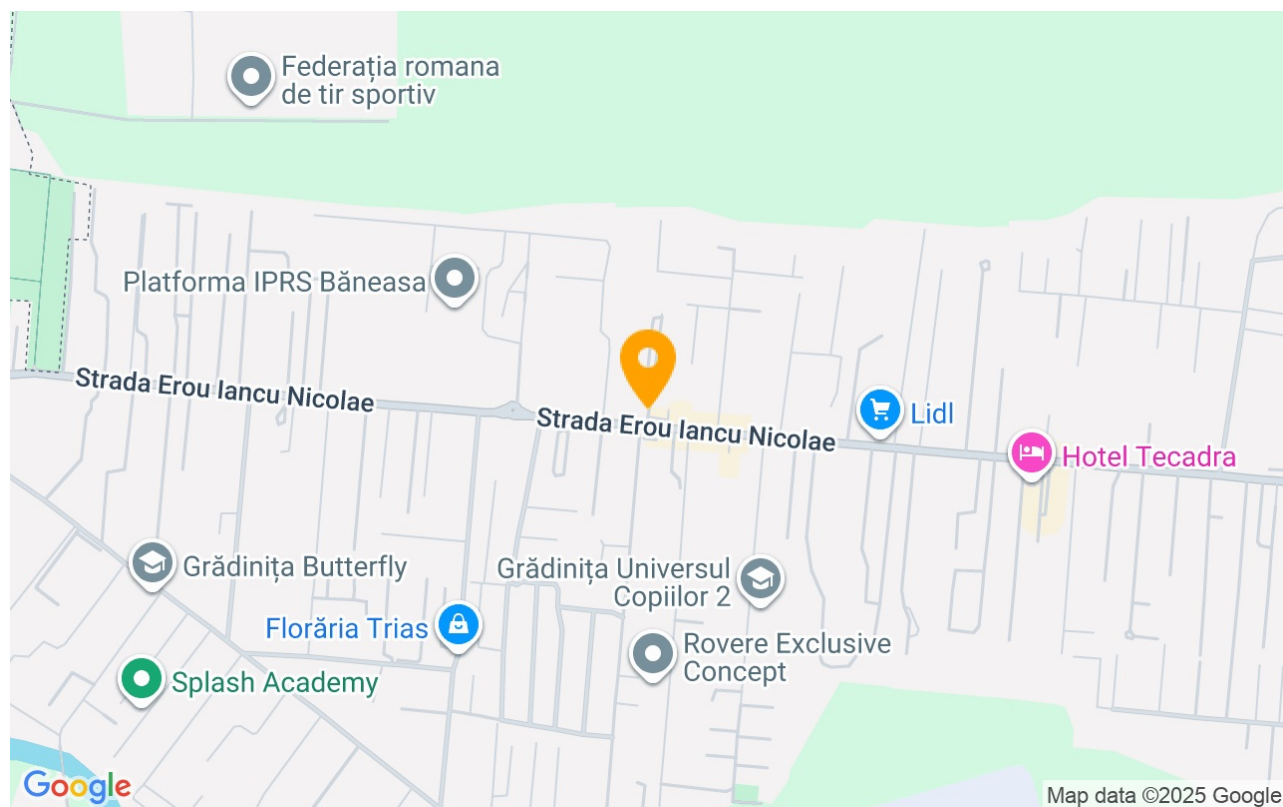 Federația romana
de tir sportiv
Platforma IPRS Băneasa
Strada Erou Iancu Nicolae
Strada Erou Iancu Nicolae
Lidl
Hotel Tecadra
Grădinița Butterfly
Grădinița Universul
Copiilor 2
Florăria Trias
Rovere Exclusive
Concept
Splash Academy
Google
Map data ©2025 Google